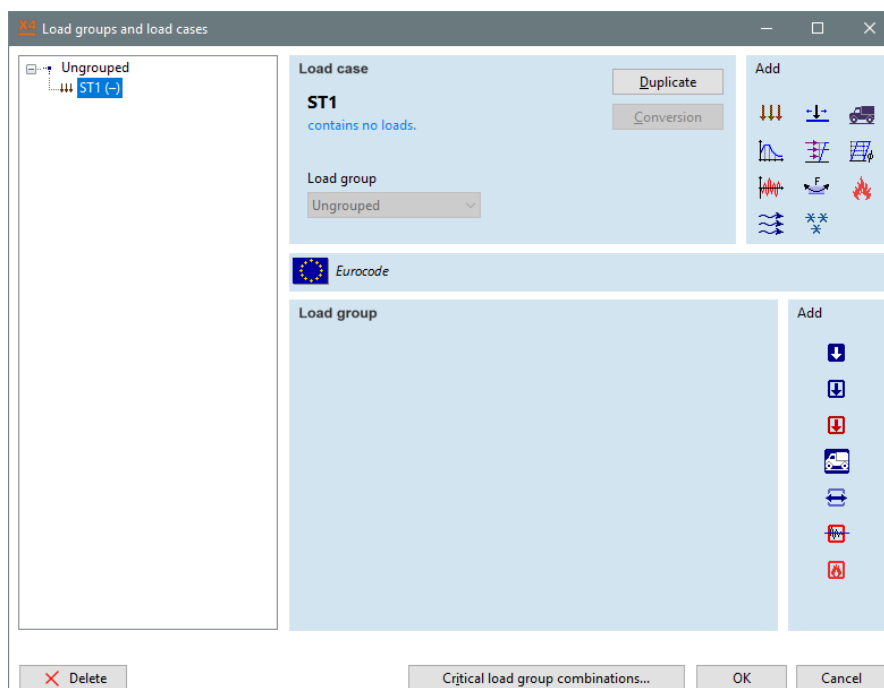 X4 Load groups and load cases
Ungrouped
ST1 (–)
Load case
ST1
contains no loads.
Duplicate
Conversion
Load group
Ungrouped
Add
F
ϕ
Eurocode
Load group
Add
Delete
Critical load group combinations...
OK
Cancel